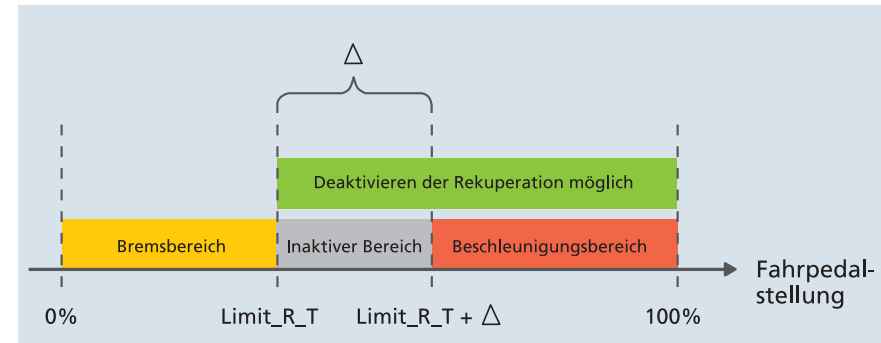 Δ
Deaktivieren der Rekuperation möglich
Bremsbereich
Inaktiver Bereich
Beschleunigungsbereich
Fahrpedal-
stellung
0%
Limit_R_T
Limit_R_T + Δ
100%